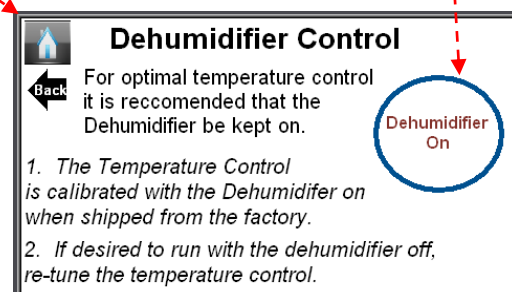 Dehumidifier Control
Back
For optimal temperature control
it is reccomended that the
Dehumidifier be kept on.
Dehumidifier
On
1. The Temperature Control
is calibrated with the Dehumidifer on
when shipped from the factory.
2. If desired to run with the dehumidifier off,
re-tune the temperature control.